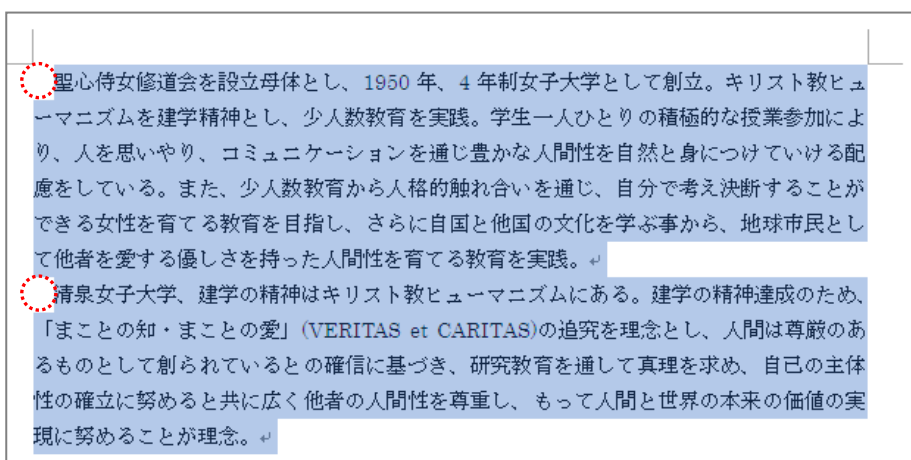 聖心侍女修道会を設立母体とし、1950 年、4 年制女子大学として創立。キリスト教ヒュ
ーマニズムを建学精神とし、少人数教育を実践。学生一人ひとりの積極的な授業参加によ
り、人を思いやり、コミュニケーションを通じ豊かな人間性を自然と身につけていける配
慮をしている。また、少人数教育から人格的触れ合いを通じ、自分で考え決断することが
できる女性を育てる教育を目指し、さらに自国と他国の文化を学ぶ事から、地球市民とし
て他者を愛する優しさを持った人間性を育てる教育を実践。
清泉女子大学、建学の精神はキリスト教ヒューマニズムにある。建学の精神達成のため、
「まことの知・まことの愛」(VERITAS et CARITAS)の追究を理念とし、人間は尊厳のあ
るものとして創られているとの確信に基づき、研究教育を通して真理を求め、自己の主体
性の確立に努めると共に広く他者の人間性を尊重し、もって人間と世界の本来の価値の実
現に努めることが理念。